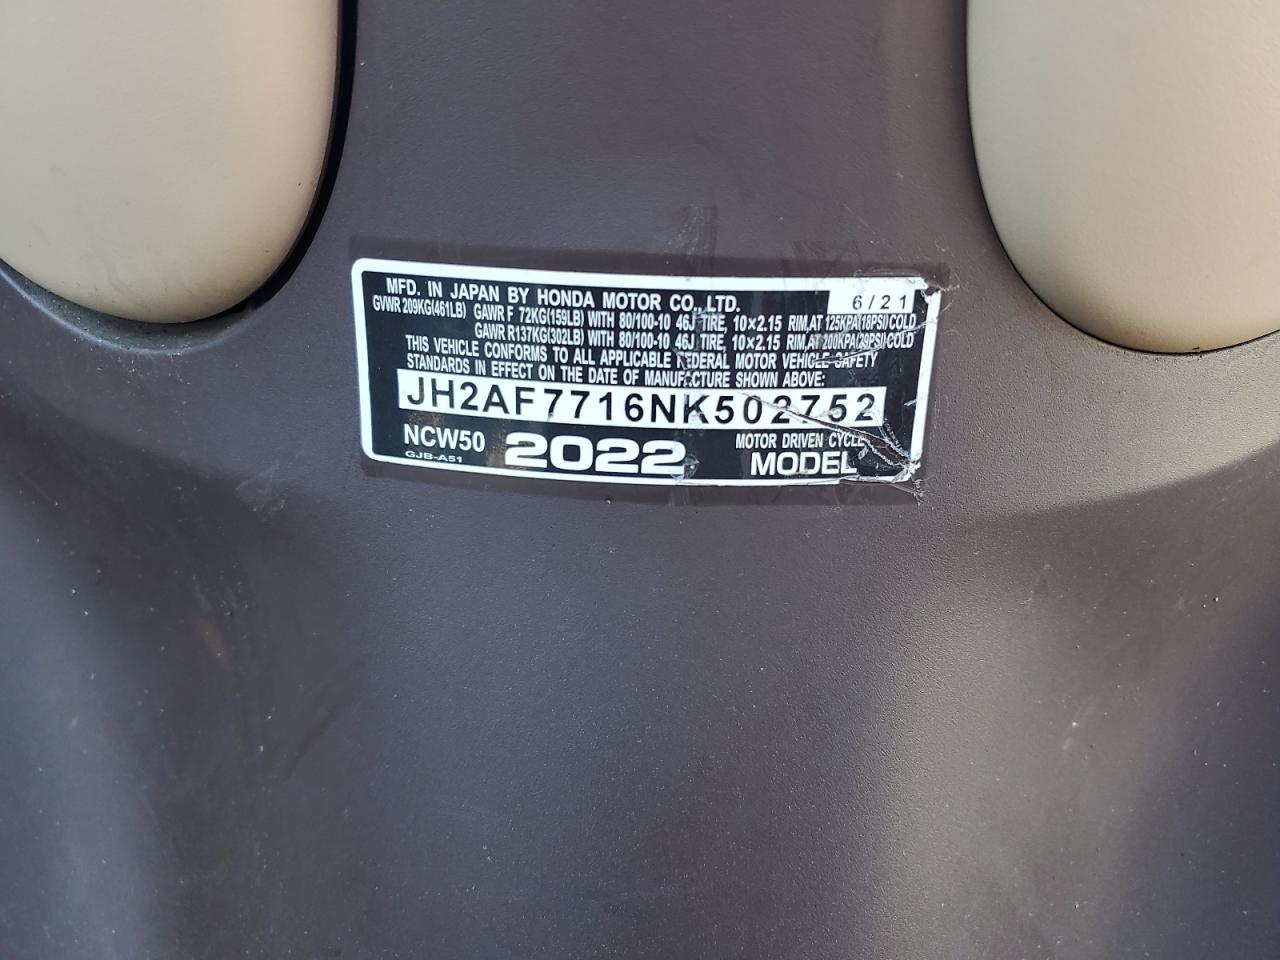 MFD. IN JAPAN BY HONDA MOTOR CO., LTD. 6/21
GVWR 209KG(461LB) GAWR F 72KG(159LB) WITH 80/100-10 46J TIRE, 10×2.15 RIM,AT 125KPA(18PSI)COLD
GAWR R137KG(302LB) WITH 80/100-10 46J TIRE, 10×2.15 RIM,AT 200KPA(29PSI)COLD
THIS VEHICLE CONFORMS TO ALL APPLICABLE FEDERAL MOTOR VEHICLE SAFETY
STANDARDS IN EFFECT ON THE DATE OF MANUFACTURE SHOWN ABOVE:
JH2AF7716NK502752
NCW50 2022 MOTOR DRIVEN CYCLE
GJB-A51 MODEL